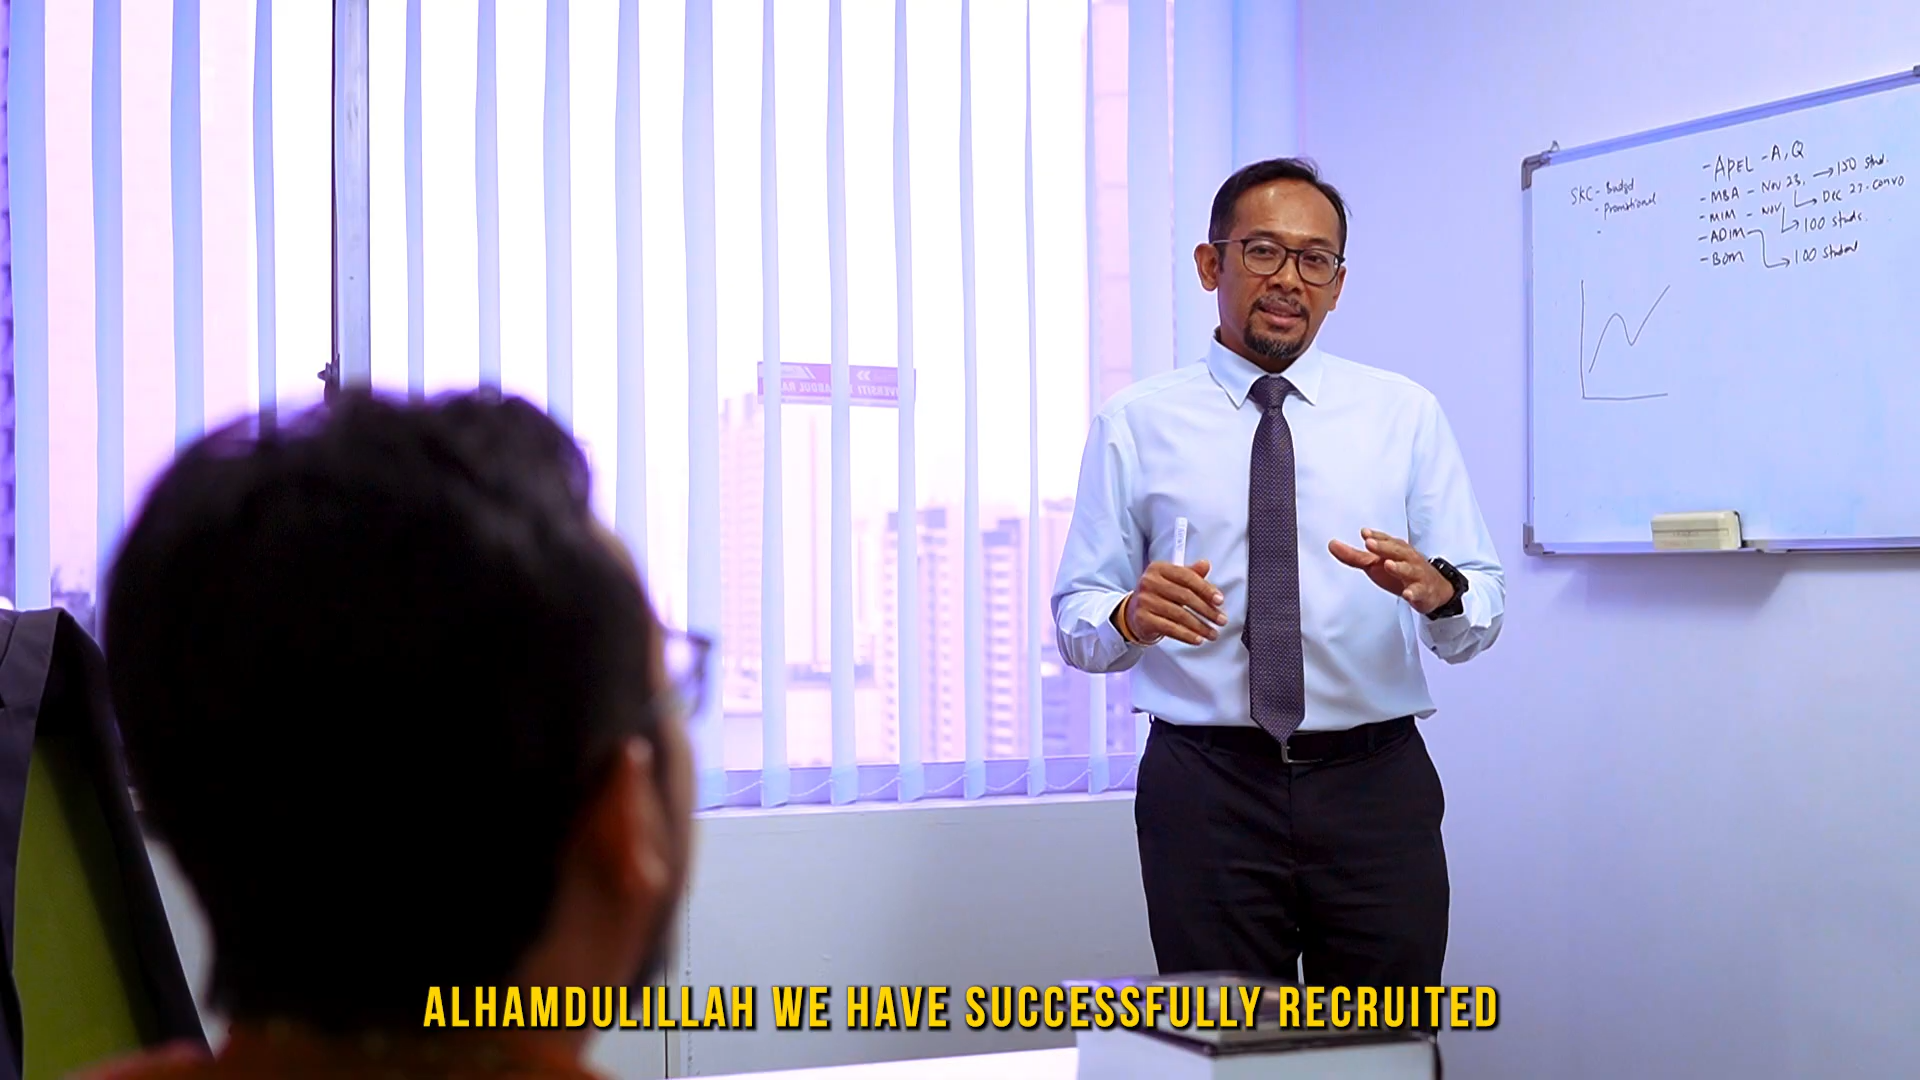 SKC - Budgd
- Promotional
-
- APEL - A, Q
- MBA - Nov 23. → 150 stud.
↳ Dec 27. convo
- MIM - Nov
↳ 100 studs.
- ADIM
- BOM
→ 100 student
ALHAMDULILLAH WE HAVE SUCCESSFULLY RECRUITED